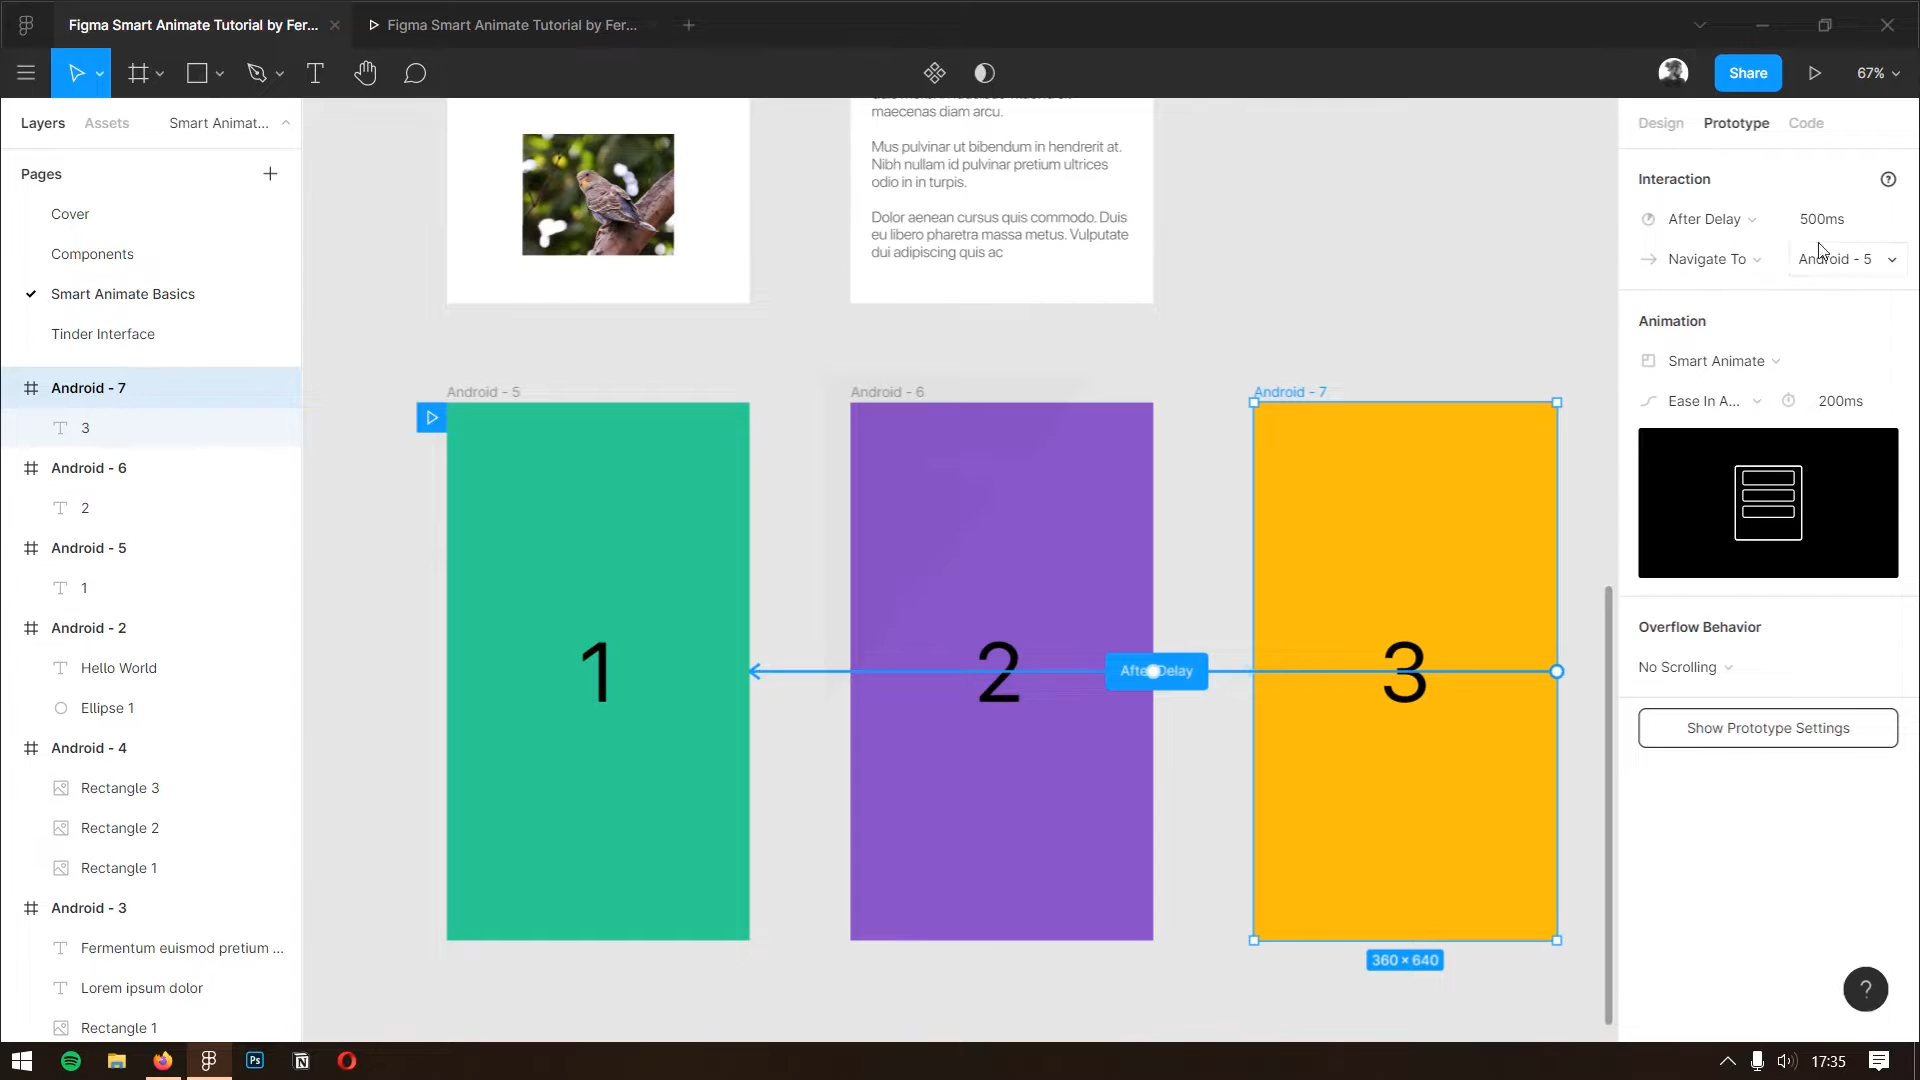 Figma Smart Animate Tutorial by Fer...
Figma Smart Animate Tutorial by Fer...
Share
67%
Layers
Assets
Smart Animat...
Pages
Cover
Components
Smart Animate Basics
Tinder Interface
Android - 7
3
Android - 6
2
Android - 5
1
Android - 2
Hello World
Ellipse 1
Android - 4
Rectangle 3
Rectangle 2
Rectangle 1
Android - 3
Fermentum euismod pretium ...
Lorem ipsum dolor
Rectangle 1
maecenas diam arcu.
Mus pulvinar ut bibendum in hendrerit at.
Nibh nullam id pulvinar pretium ultrices
odio in in turpis.
Dolor aenean cursus quis commodo. Duis
eu libero pharetra massa metus. Vulputate
dui adipiscing quis ac
Android - 5
Android - 6
Android - 7
1
2
3
After Delay
360 × 640
Design
Prototype
Code
Interaction
?
After Delay
500ms
Navigate To
Android - 5
Animation
Smart Animate
Ease In A...
200ms
Overflow Behavior
No Scrolling
Show Prototype Settings
?
Ps
N
17:35